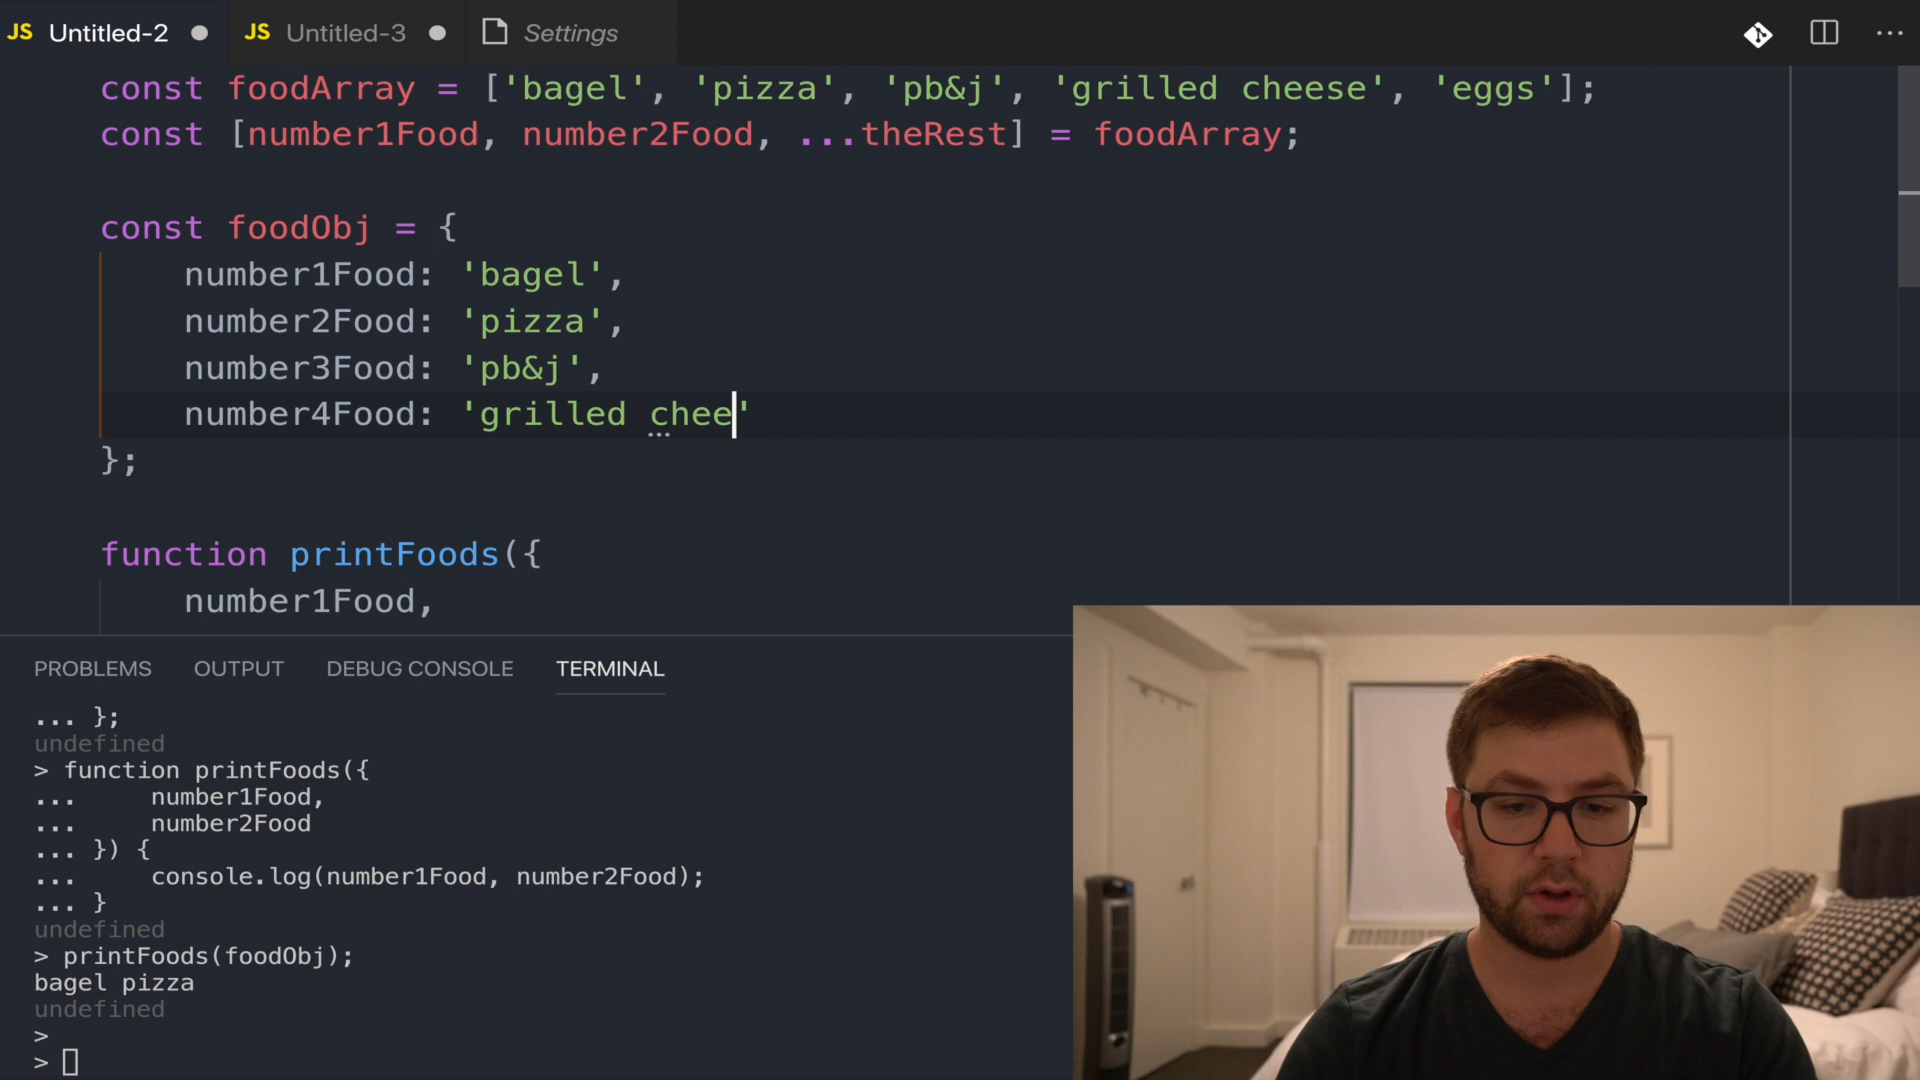 JS Untitled-2 JS Untitled-3 Settings
const foodArray = ['bagel', 'pizza', 'pb&j', 'grilled cheese', 'eggs'];
const [number1Food, number2Food, ...theRest] = foodArray;
const foodObj = {
number1Food: 'bagel',
number2Food: 'pizza',
number3Food: 'pb&j',
number4Food: 'grilled chee'
};
function printFoods({
number1Food,
PROBLEMS OUTPUT DEBUG CONSOLE TERMINAL
... };
undefined
> function printFoods({
... number1Food,
... number2Food
... }) {
... console.log(number1Food, number2Food);
... }
undefined
> printFoods(foodObj);
bagel pizza
undefined
>
>